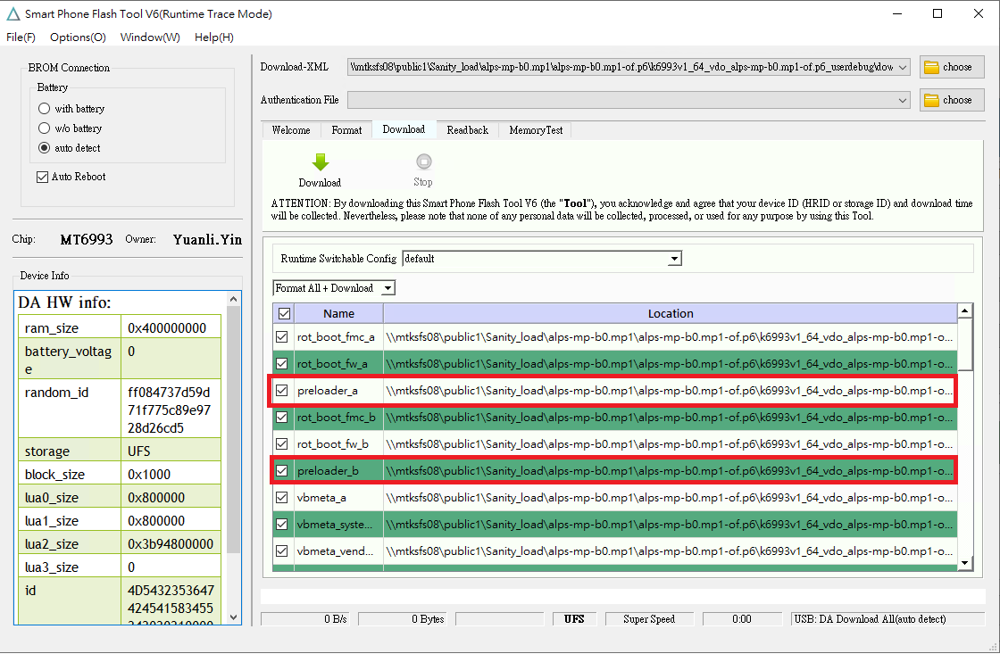 Smart Phone Flash Tool V6(Runtime Trace Mode)
File(F) Options(O) Window(W) Help(H)
BROM Connection
Battery
with battery
w/o battery
auto detect
Auto Reboot
Chip: MT6993 Owner: Yuanli.Yin
Device Info
DA HW info:
ram_size 0x400000000
battery_voltag
e 0
random_id ff084737d59d
71f775c89e97
28d26cd5
storage UFS
block_size 0x1000
lua0_size 0x800000
lua1_size 0x800000
lua2_size 0x3b94800000
lua3_size 0
id 4D5432353647
424541583455
Download-XML \\mtksfs08\public1\Sanity_load\alps-mp-b0.mp1\alps-mp-b0.mp1-of.p6\k6993v1_64_vdo_alps-mp-b0.mp1-of.p6_userdebug\dow choose
Authentication File choose
Welcome Format Download Readback MemoryTest
Download Stop
ATTENTION: By downloading this Smart Phone Flash Tool V6 (the "Tool"), you acknowledge and agree that your device ID (HRID or storage ID) and download time
will be collected. Nevertheless, please note that none of any personal data will be collected, processed, or used for any purpose by using this Tool.
Runtime Switchable Config default
Format All + Download
Name Location
rot_boot_fmc_a \\mtksfs08\public1\Sanity_load\alps-mp-b0.mp1\alps-mp-b0.mp1-of.p6\k6993v1_64_vdo_alps-mp-b0.mp1-o...
rot_boot_fw_a \\mtksfs08\public1\Sanity_load\alps-mp-b0.mp1\alps-mp-b0.mp1-of.p6\k6993v1_64_vdo_alps-mp-b0.mp1-o...
preloader_a \\mtksfs08\public1\Sanity_load\alps-mp-b0.mp1\alps-mp-b0.mp1-of.p6\k6993v1_64_vdo_alps-mp-b0.mp1-o...
rot_boot_fmc_b \\mtksfs08\public1\Sanity_load\alps-mp-b0.mp1\alps-mp-b0.mp1-of.p6\k6993v1_64_vdo_alps-mp-b0.mp1-o...
rot_boot_fw_b \\mtksfs08\public1\Sanity_load\alps-mp-b0.mp1\alps-mp-b0.mp1-of.p6\k6993v1_64_vdo_alps-mp-b0.mp1-o...
preloader_b \\mtksfs08\public1\Sanity_load\alps-mp-b0.mp1\alps-mp-b0.mp1-of.p6\k6993v1_64_vdo_alps-mp-b0.mp1-o...
vbmeta_a \\mtksfs08\public1\Sanity_load\alps-mp-b0.mp1\alps-mp-b0.mp1-of.p6\k6993v1_64_vdo_alps-mp-b0.mp1-o...
vbmeta_syste... \\mtksfs08\public1\Sanity_load\alps-mp-b0.mp1\alps-mp-b0.mp1-of.p6\k6993v1_64_vdo_alps-mp-b0.mp1-o...
vbmeta_vend... \\mtksfs08\public1\Sanity_load\alps-mp-b0.mp1\alps-mp-b0.mp1-of.p6\k6993v1_64_vdo_alps-mp-b0.mp1-o...
0 B/s 0 Bytes UFS Super Speed 0:00 USB: DA Download All(auto detect)